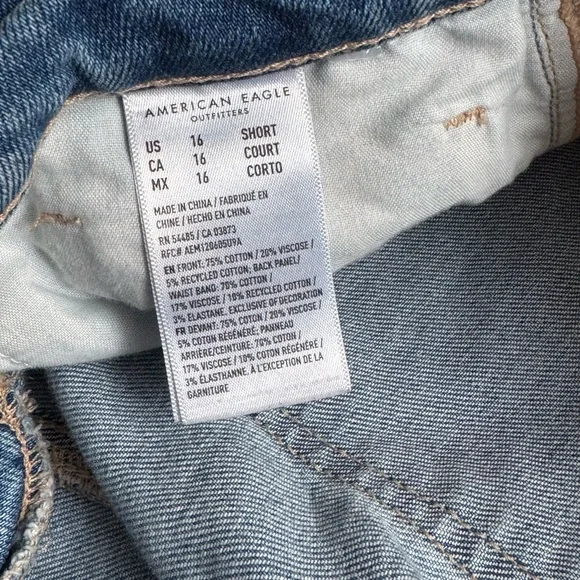 AMERICAN EAGLE
OUTFITTERS
US 16 SHORT
CA 16 COURT
MX 16 CORTO
MADE IN CHINA / FABRIQUÉ EN
CHINE / HECHO EN CHINA
RN 54485 / CA 03873
RFC# AEM120605U9A
EN FRONT: 75% COTTON / 20% VISCOSE /
5% RECYCLED COTTON; BACK PANEL/
WAIST BAND: 70% COTTON /
17% VISCOSE / 10% RECYCLED COTTON /
3% ELASTANE. EXCLUSIVE OF DECORATION
FR DEVANT: 75% COTON / 20% VISCOSE /
5% COTON RÉGÉNÉRÉ; PANNEAU
ARRIÈRE/CEINTURE: 70% COTON /
17% VISCOSE / 10% COTON RÉGÉNÉRÉ /
3% ÉLASTHANNE. À L'EXCEPTION DE LA
GARNITURE